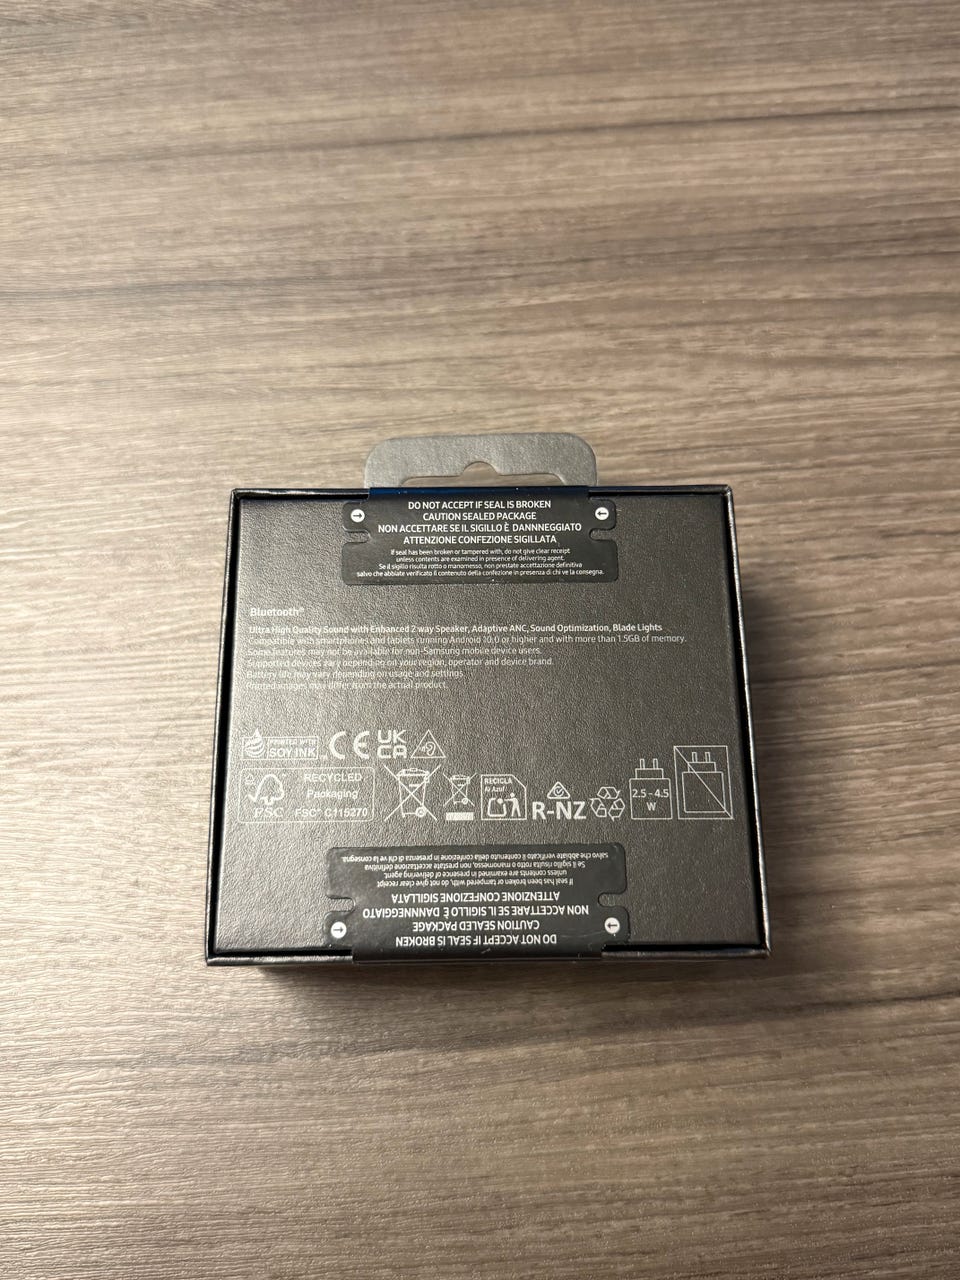 DO NOT ACCEPT IF SEAL IS BROKEN
CAUTION SEALED PACKAGE
NON ACCETTARE SE IL SIGILLO È DANNNEGGIATO
ATTENZIONE CONFEZIONE SIGILLATA
If seal has been broken or tampered with, do not give clear receipt
unless contents are examined in presence of delivering agent.
Se il sigillo risulta rotto o manomesso, non prestate accettazione definitiva
salvo che abbiate verificato il contenuto della confezione in presenza di chi ve la consegna.
Bluetooth®
Ultra High Quality Sound with Enhanced 2 way Speaker, Adaptive ANC, Sound Optimization, Blade Lights
Compatible with smartphones and tablets running Android 10.0 or higher and with more than 1.5GB of memory.
Some features may not be available for non-Samsung mobile device users.
Supported devices vary depending on your region, operator and device brand.
Battery life may vary depending on usage and settings.
Printed images may differ from the actual product.
PRINTED WITH
SOY INK
CE
UK
CA
FSC
RECYCLED
Packaging
FSC® C115270
RECICLA
Al Azul
R-NZ
2.5 - 4.5
W
DO NOT ACCEPT IF SEAL IS BROKEN
CAUTION SEALED PACKAGE
NON ACCETTARE SE IL SIGILLO È DANNNEGGIATO
ATTENZIONE CONFEZIONE SIGILLATA
If seal has been broken or tampered with, do not give clear receipt
unless contents are examined in presence of delivering agent.
Se il sigillo risulta rotto o manomesso, non prestate accettazione definitiva
salvo che abbiate verificato il contenuto della confezione in presenza di chi ve la consegna.